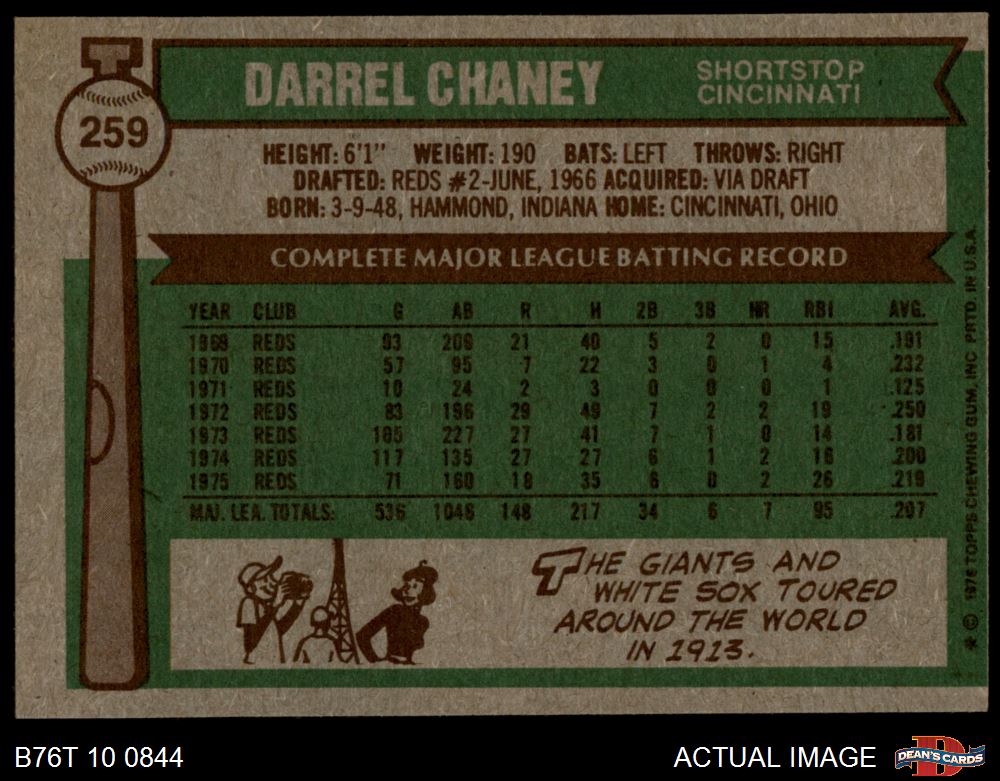 259
DARREL CHANEY
SHORTSTOP
CINCINNATI
HEIGHT: 6'1" WEIGHT: 190 BATS: LEFT THROWS: RIGHT
DRAFTED: REDS #2-JUNE, 1966 ACQUIRED: VIA DRAFT
BORN: 3-9-48, HAMMOND, INDIANA HOME: CINCINNATI, OHIO
COMPLETE MAJOR LEAGUE BATTING RECORD
YEAR CLUB G AB R H 2B 3B HR RBI AVG.
1969 REDS 93 209 21 40 5 2 0 15 .191
1970 REDS 57 95 7 22 3 0 1 4 .232
1971 REDS 10 24 2 3 0 0 0 1 .125
1972 REDS 83 196 29 49 7 2 2 19 .250
1973 REDS 105 227 27 41 7 1 0 14 .181
1974 REDS 117 135 27 27 6 1 2 16 .200
1975 REDS 71 160 18 35 6 0 2 26 .219
MAJ. LEA. TOTALS: 536 1046 148 217 34 6 7 95 .207
THE GIANTS AND
WHITE SOX TOURED
AROUND THE WORLD
IN 1913.
* © 1976 TOPPS CHEWING GUM, INC. PRTD. IN U.S.A.
B76T 10 0844
ACTUAL IMAGE
DEAN'S CARDS